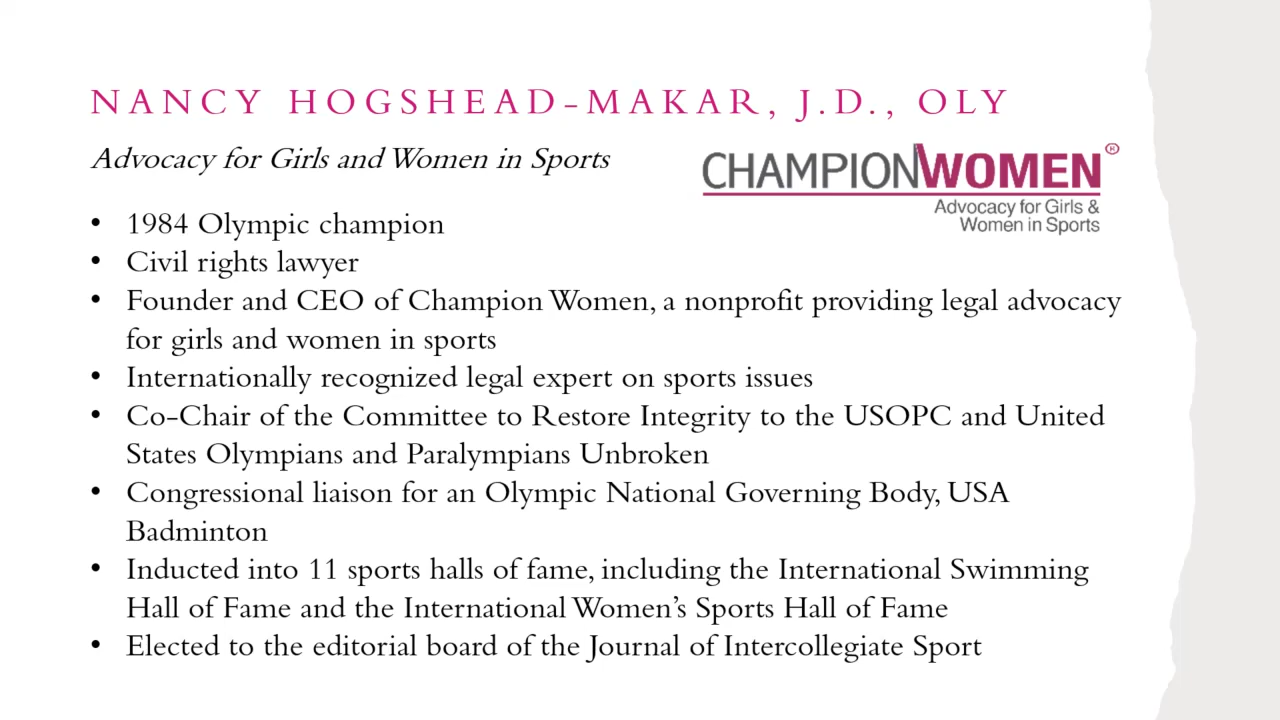 NANCY HOGSHEAD-MAKAR, J.D., OLY
Advocacy for Girls and Women in Sports
CHAMPIONWOMEN®
Advocacy for Girls &
Women in Sports
• 1984 Olympic champion
• Civil rights lawyer
• Founder and CEO of Champion Women, a nonprofit providing legal advocacy
for girls and women in sports
• Internationally recognized legal expert on sports issues
• Co-Chair of the Committee to Restore Integrity to the USOPC and United
States Olympians and Paralympians Unbroken
• Congressional liaison for an Olympic National Governing Body, USA
Badminton
• Inducted into 11 sports halls of fame, including the International Swimming
Hall of Fame and the International Women’s Sports Hall of Fame
• Elected to the editorial board of the Journal of Intercollegiate Sport